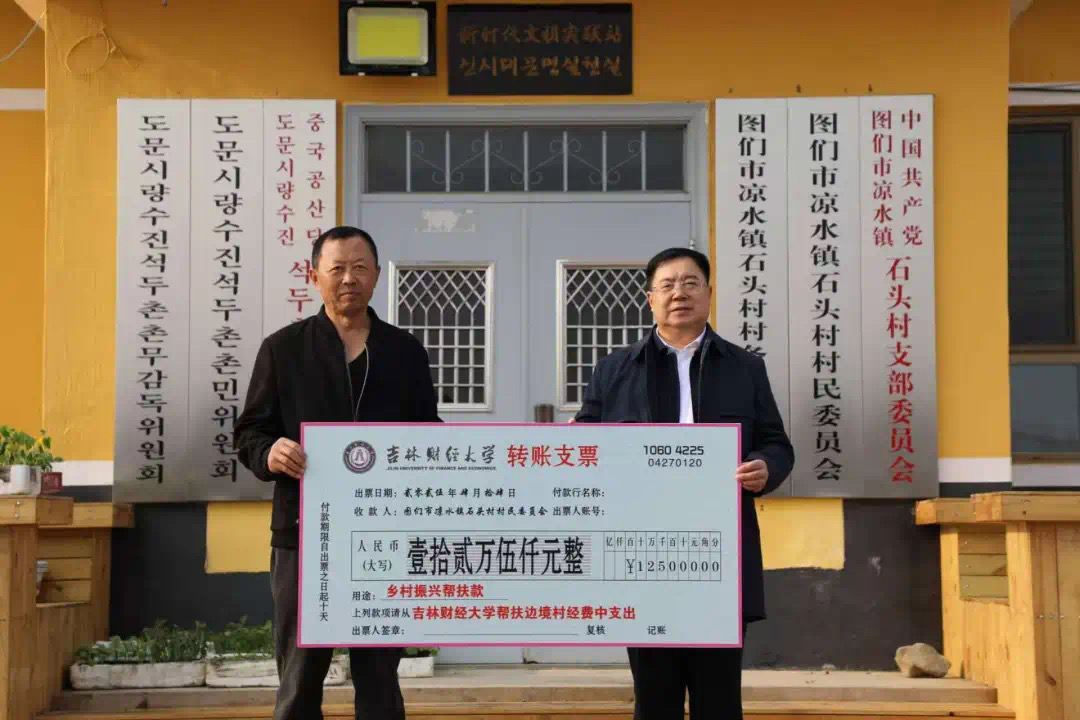 新时代文明实践站
신시대문명실천실
도문시량수진석두촌촌무감독위원회
도문시량수진석두촌촌민위원회
중국공산
도문시량수진
석두
图们市凉水镇石头村村
图们市凉水镇石头村村民委员会
中国共产党
图们市凉水镇
石头村支部委员会
吉林财经大学 转账支票
JILIN UNIVERSITY OF FINANCE AND ECONOMICS
1060 4225
04270120
出票日期：贰零贰伍 年 肆 月 拾肆 日 付款行名称：
收款人：图们市凉水镇石头村村民委员会 出票人账号：
付款期限自出票之日起十天
人民币
(大写)
壹拾贰万伍仟元整
亿仟百十万千百十元角分
¥12500000
用途：乡村振兴帮扶款
上列款项请从吉林财经大学帮扶边境村经费中支出
出票人签章： 复核 记账